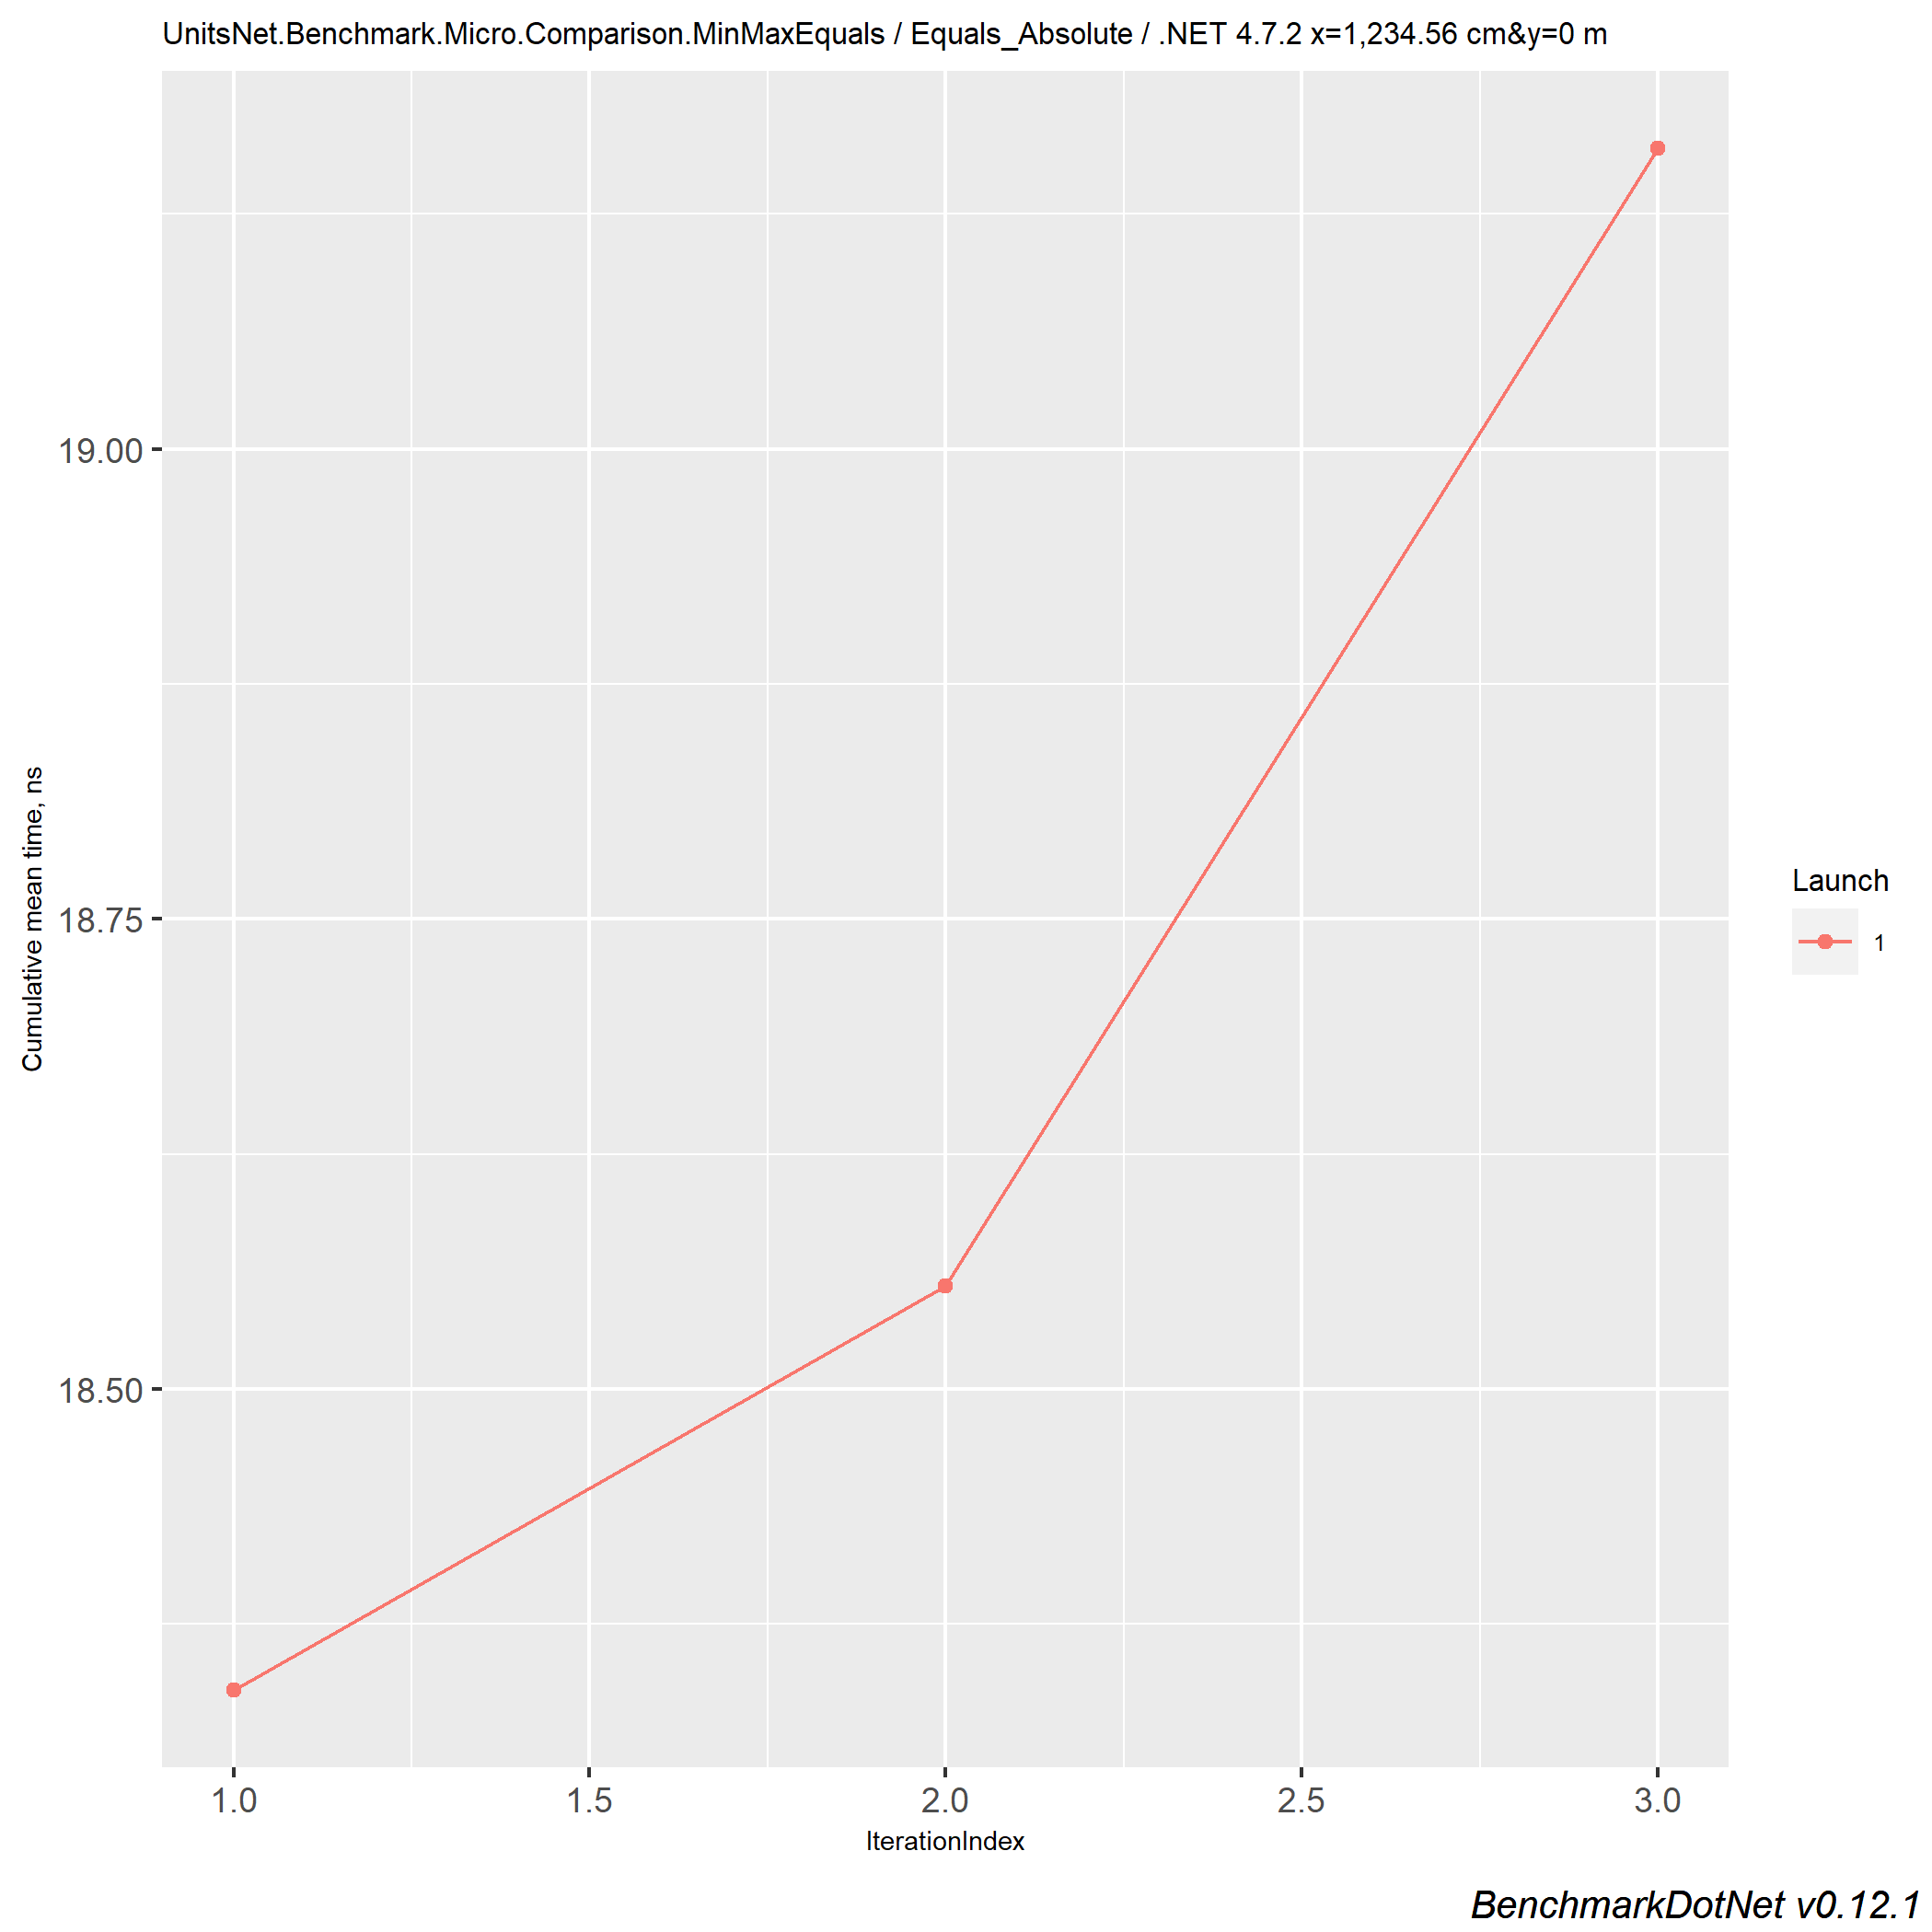 UnitsNet.Benchmark.Micro.Comparison.MinMaxEquals / Equals_Absolute / .NET 4.7.2 x=1,234.56 cm&y=0 m
Cumulative mean time, ns
19.00
18.75
18.50
1.0 1.5 2.0 2.5 3.0
IterationIndex
Launch
1
BenchmarkDotNet v0.12.1